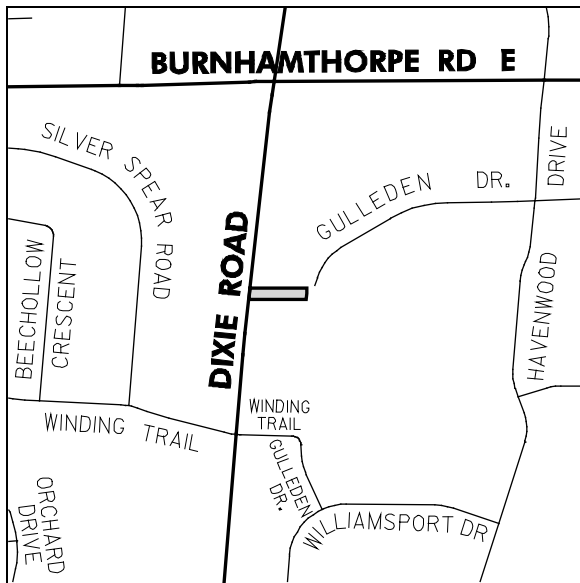 BURNHAMTHORPE RD E
SILVER SPEAR ROAD
GULLEDEN DR.
DRIVE
HAVENWOOD
DIXIE ROAD
BEECHOLLOW
CRESCENT
WINDING TRAIL
WINDING
TRAIL
GULLEDEN
DR.
WILLIAMSPORT DR
ORCHARD
DRIVE